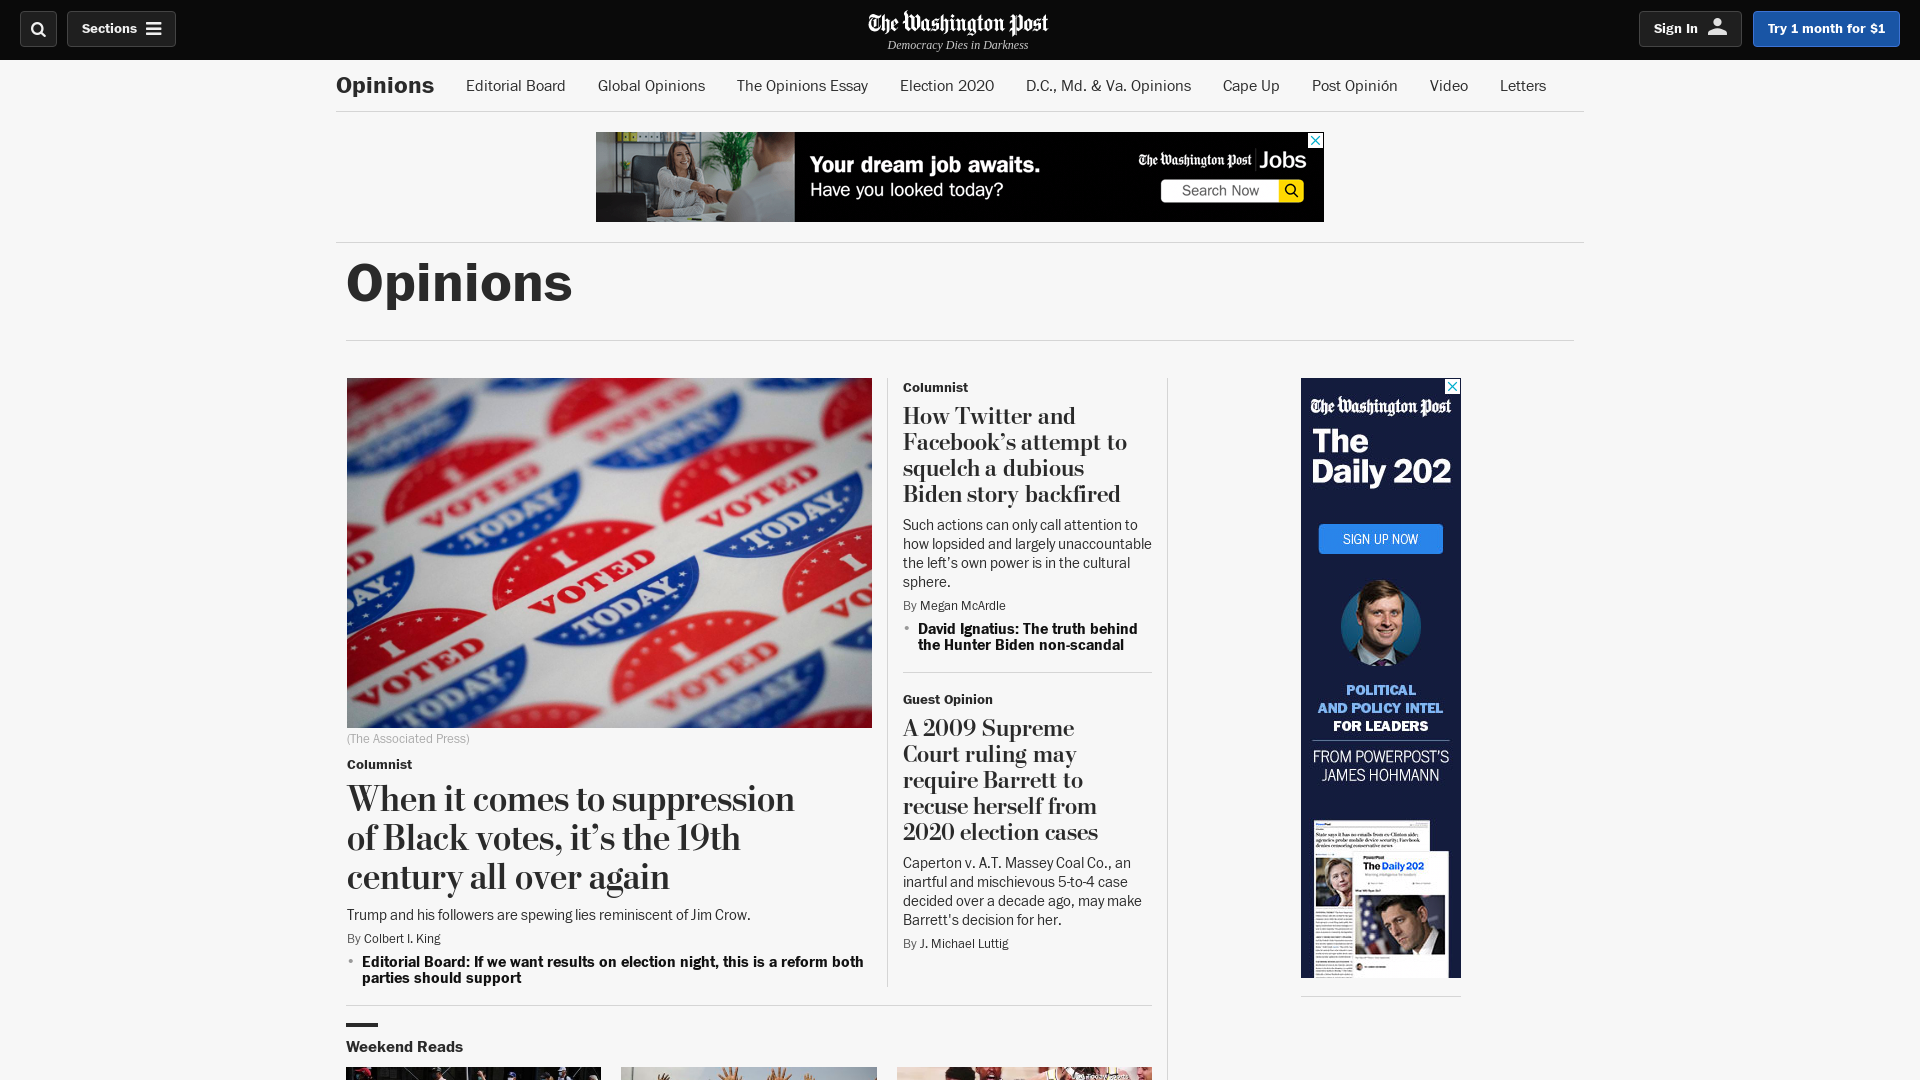 Sections
The Washington Post
Democracy Dies in Darkness
Sign In
Try 1 month for $1
Opinions
Editorial Board
Global Opinions
The Opinions Essay
Election 2020
D.C., Md. & Va. Opinions
Cape Up
Post Opinión
Video
Letters
Your dream job awaits.
Have you looked today?
The Washington Post Jobs
Search Now
Opinions
I VOTED TODAY
(The Associated Press)
Columnist
When it comes to suppression
of Black votes, it’s the 19th
century all over again
Trump and his followers are spewing lies reminiscent of Jim Crow.
By Colbert I. King
Editorial Board: If we want results on election night, this is a reform both
parties should support
Columnist
How Twitter and
Facebook’s attempt to
squelch a dubious
Biden story backfired
Such actions can only call attention to
how lopsided and largely unaccountable
the left’s own power is in the cultural
sphere.
By Megan McArdle
David Ignatius: The truth behind
the Hunter Biden non-scandal
Guest Opinion
A 2009 Supreme
Court ruling may
require Barrett to
recuse herself from
2020 election cases
Caperton v. A.T. Massey Coal Co., an
inartful and mischievous 5-to-4 case
decided over a decade ago, may make
Barrett's decision for her.
By J. Michael Luttig
The Washington Post
The
Daily 202
SIGN UP NOW
POLITICAL
AND POLICY INTEL
FOR LEADERS
FROM POWERPOST’S
JAMES HOHMANN
PowerPost
The Daily 202
Weekend Reads